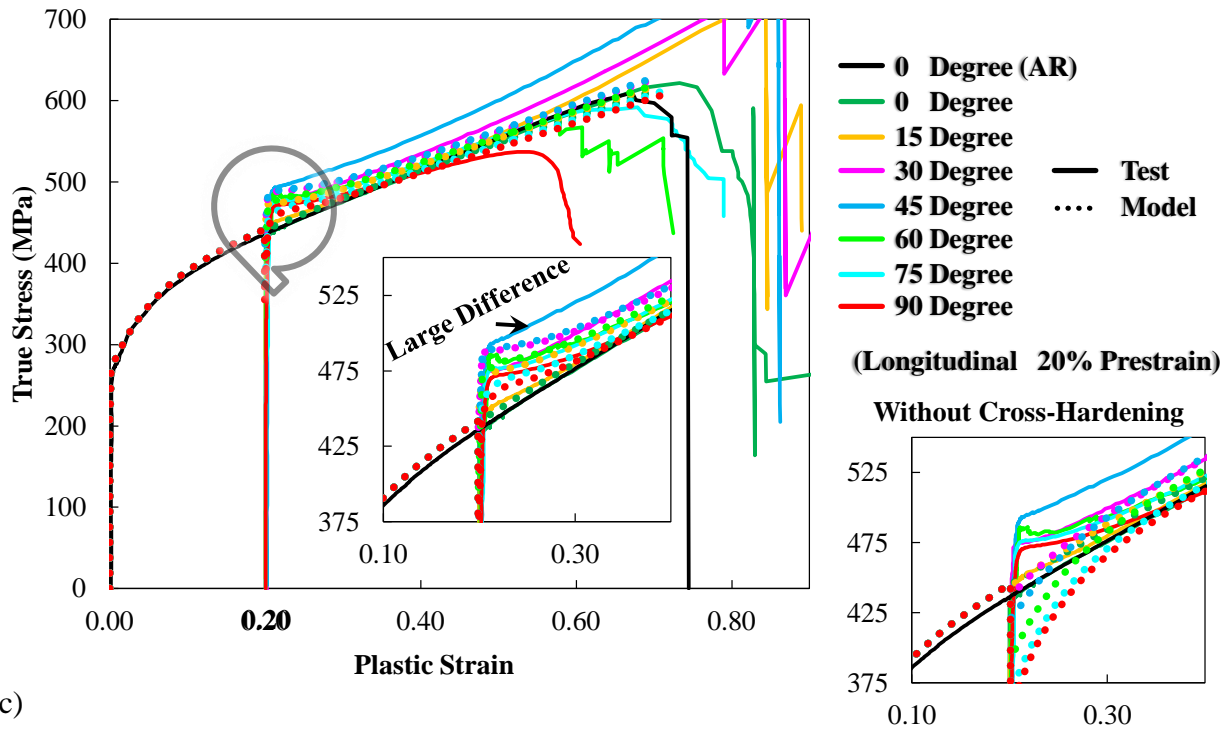 700
600
500
400
300
200
100
0
True Stress (MPa)
0.00
0.20
0.40
0.60
0.80
Plastic Strain
Large Difference
525
475
425
375
0.10
0.30
0 Degree (AR)
0 Degree
15 Degree
30 Degree
45 Degree
60 Degree
75 Degree
90 Degree
Test
Model
(Longitudinal 20% Prestrain)
Without Cross-Hardening
525
475
425
375
0.10
0.30
c)